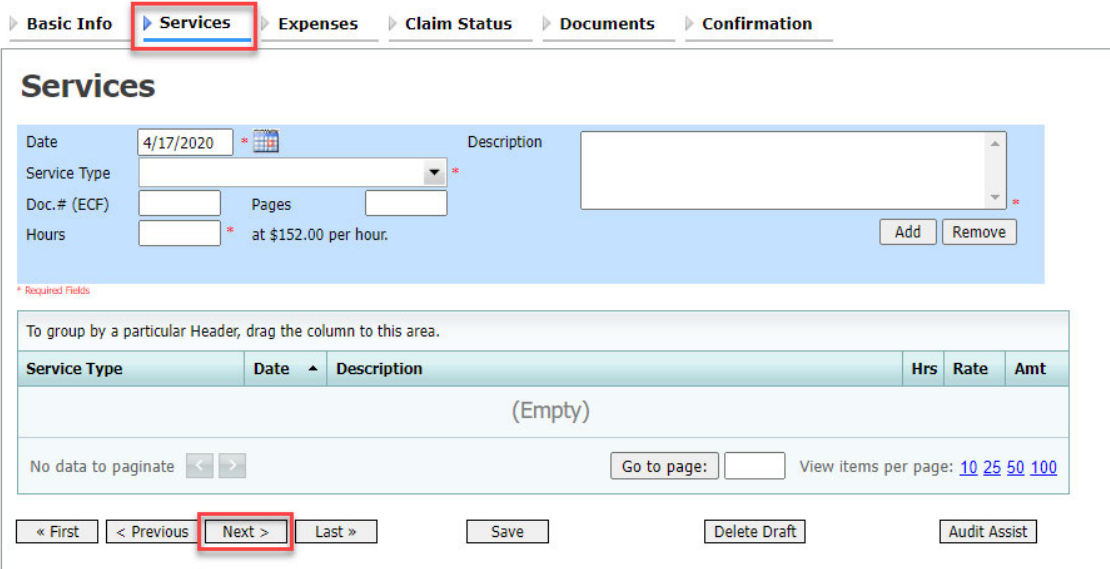 Basic Info Services Expenses Claim Status Documents Confirmation
Services
Date 4/17/2020 * Description
Service Type *
Doc.# (ECF) Pages *
Hours * at $152.00 per hour. Add Remove
* Required Fields
To group by a particular Header, drag the column to this area.
Service Type Date Description Hrs Rate Amt
(Empty)
No data to paginate < > Go to page: View items per page: 10 25 50 100
« First < Previous Next > Last » Save Delete Draft Audit Assist